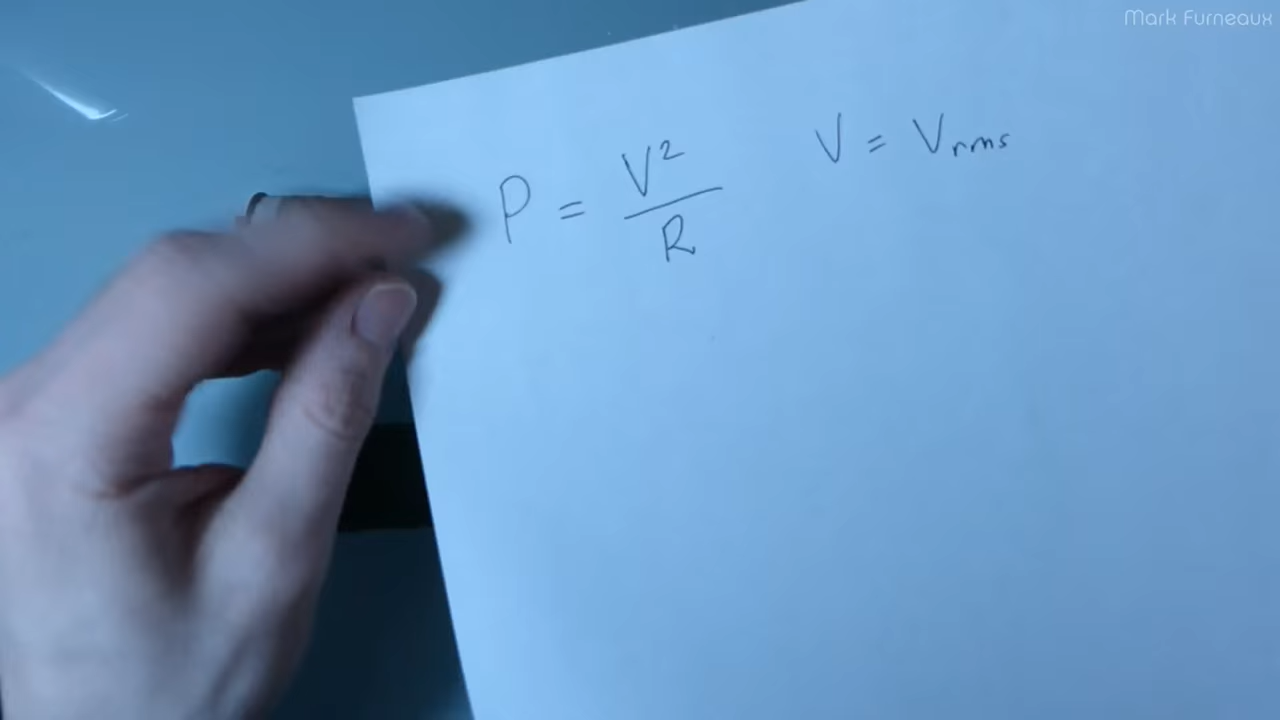 Mark Furneaux
P = V²/R    V = Vrms